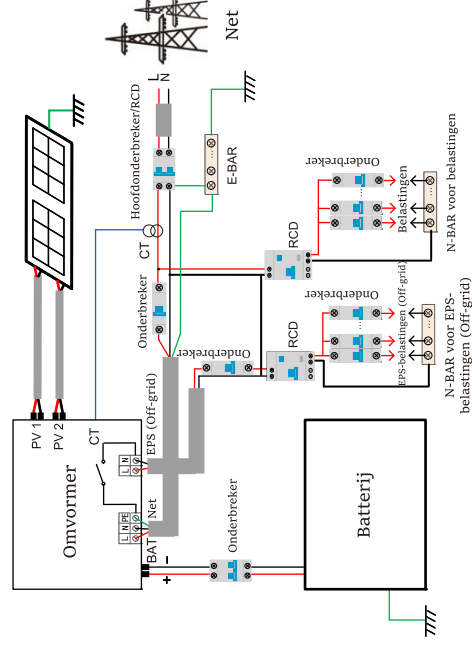 Net
L
N
Hoofdonderbreker/RCD
E-BAR
CT
Onderbreker
RCD
Onderbreker
Belastingen
N-BAR voor belastingen
Onderbreker
RCD
Onderbreker
EPS-belastingen (Off-grid)
N-BAR voor EPS-
belastingen (Off-grid)
PV 1
PV 2
CT
Omvormer
EPS (Off-grid)
L N
Net
L N PE
BAT
+ −
Onderbreker
Batterij